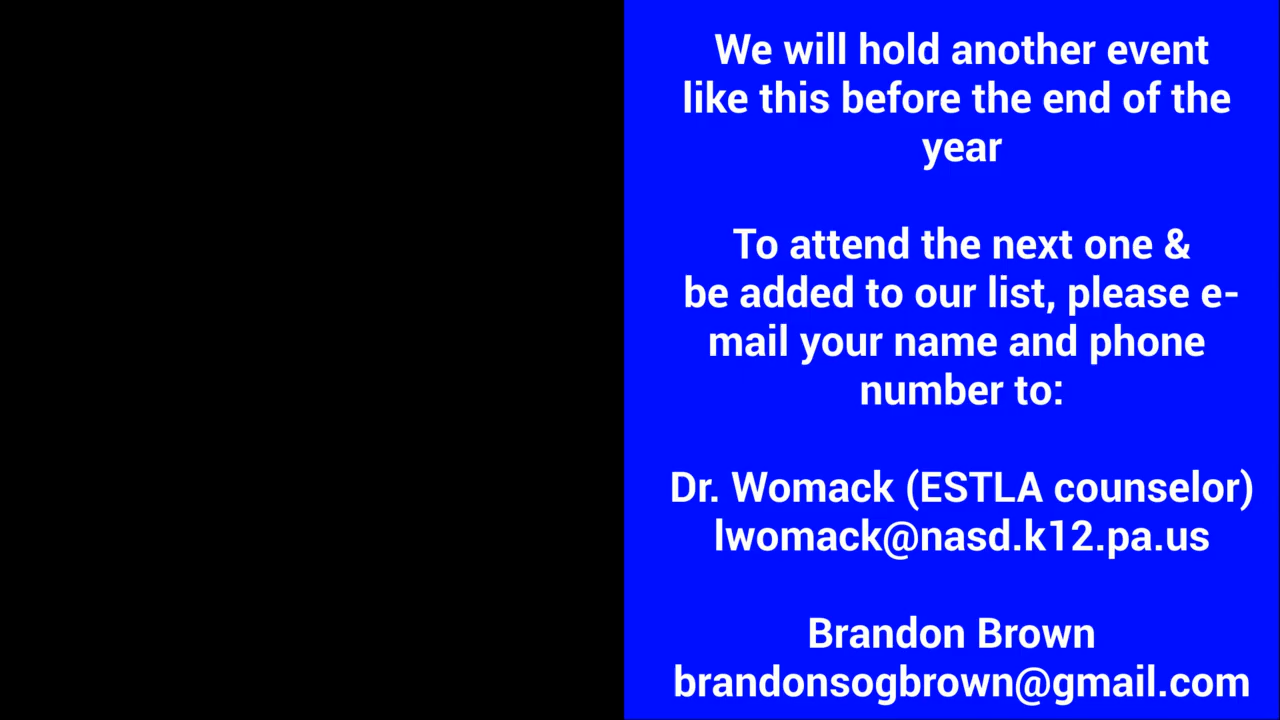 We will hold another event
like this before the end of the
year
To attend the next one &
be added to our list, please e-
mail your name and phone
number to:
Dr. Womack (ESTLA counselor)
lwomack@nasd.k12.pa.us
Brandon Brown
brandonsogbrown@gmail.com